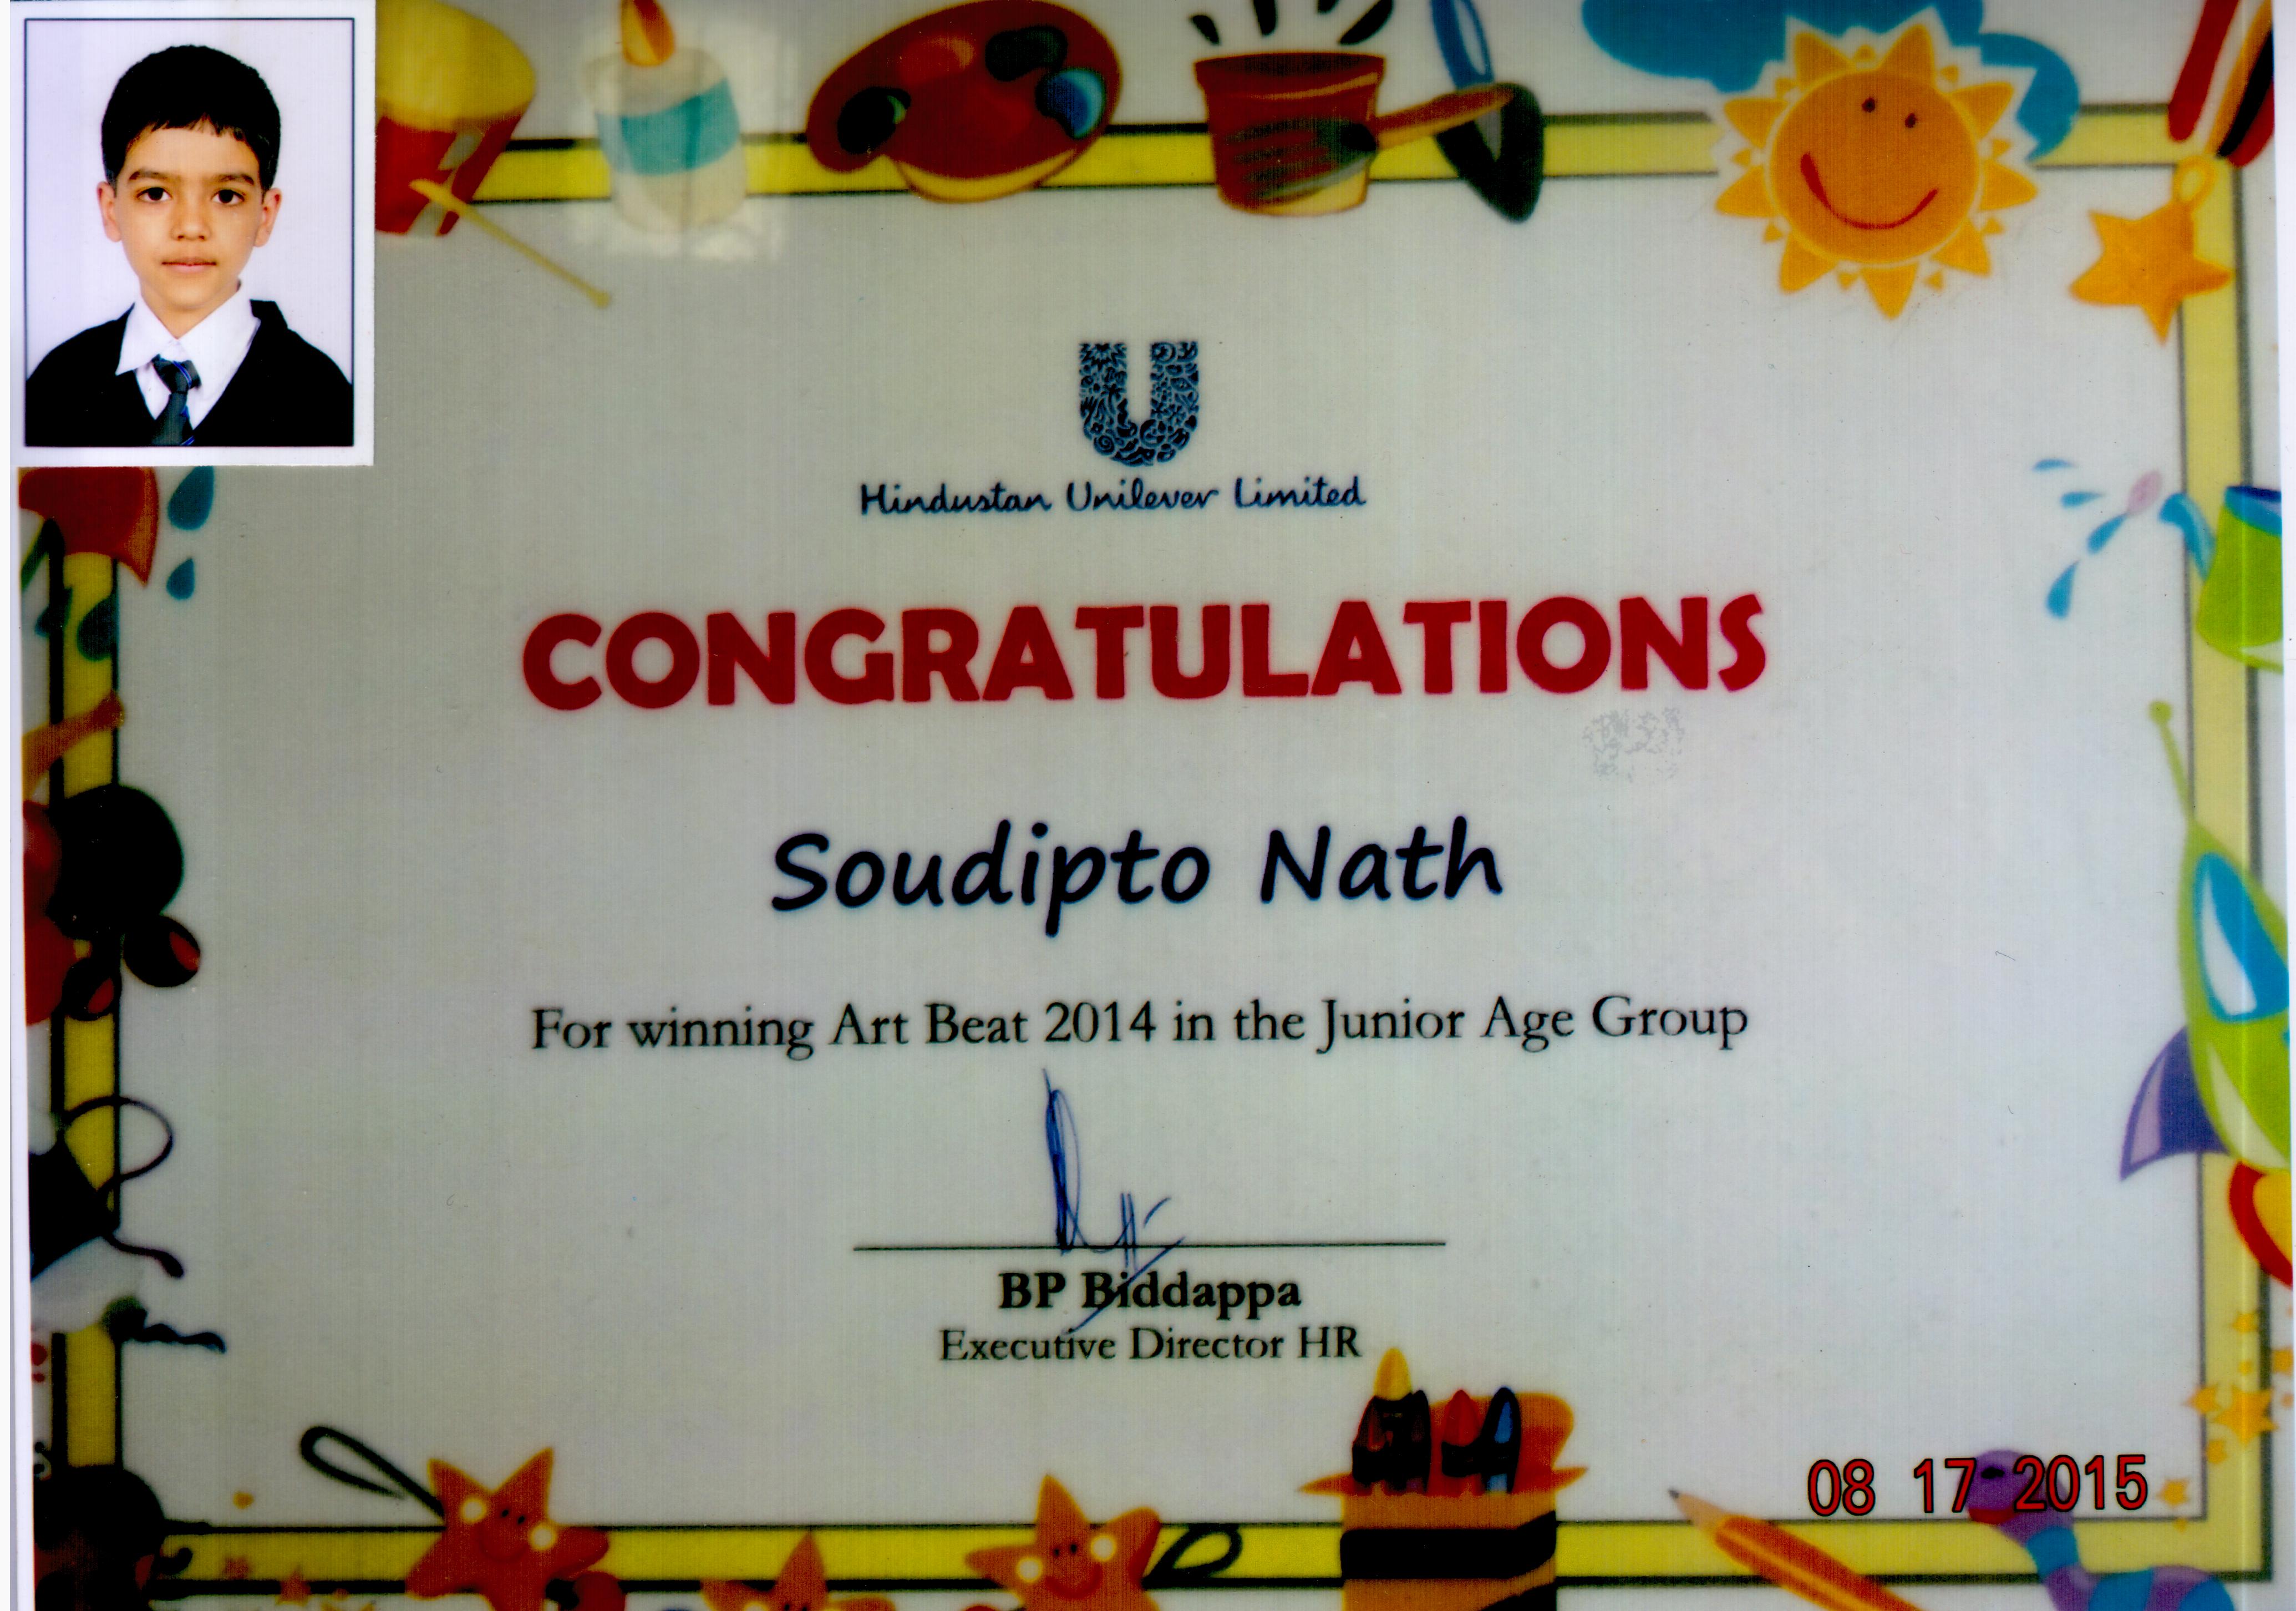 Hindustan Unilever Limited
CONGRATULATIONS
Soudipto Nath
For winning Art Beat 2014 in the Junior Age Group
BP Biddappa
Executive Director HR
08 17 2015